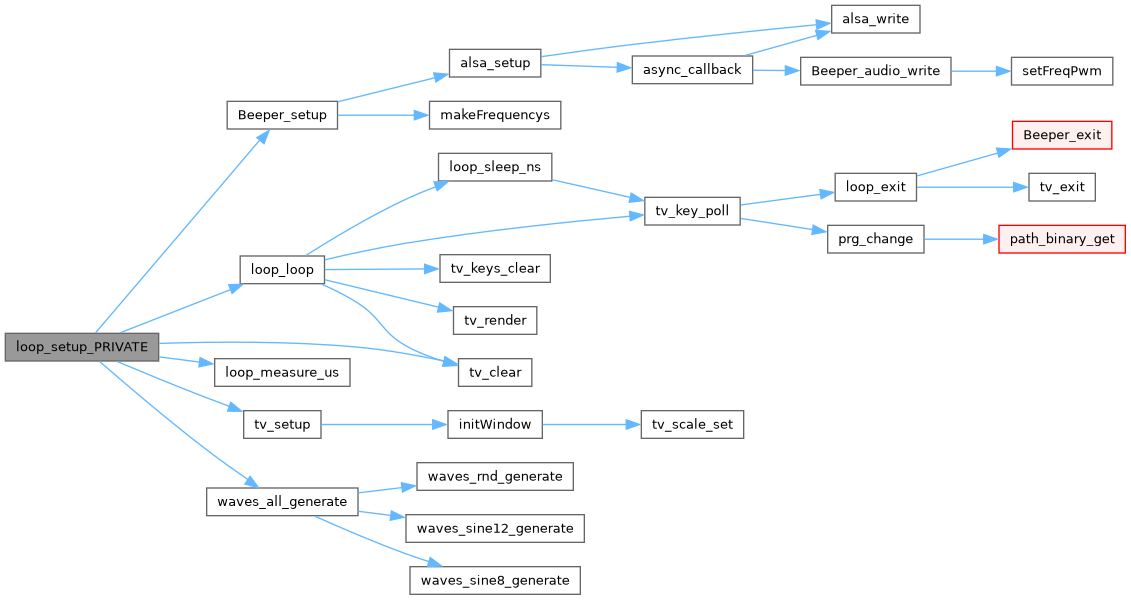 alsa_write
alsa_setup
async_callback
Beeper_audio_write
setFreqPwm
Beeper_setup
makeFrequencys
Beeper_exit
loop_sleep_ns
loop_exit
tv_exit
tv_key_poll
prg_change
path_binary_get
loop_loop
tv_keys_clear
tv_render
loop_setup_PRIVATE
loop_measure_us
tv_clear
tv_setup
initWindow
tv_scale_set
waves_rnd_generate
waves_all_generate
waves_sine12_generate
waves_sine8_generate